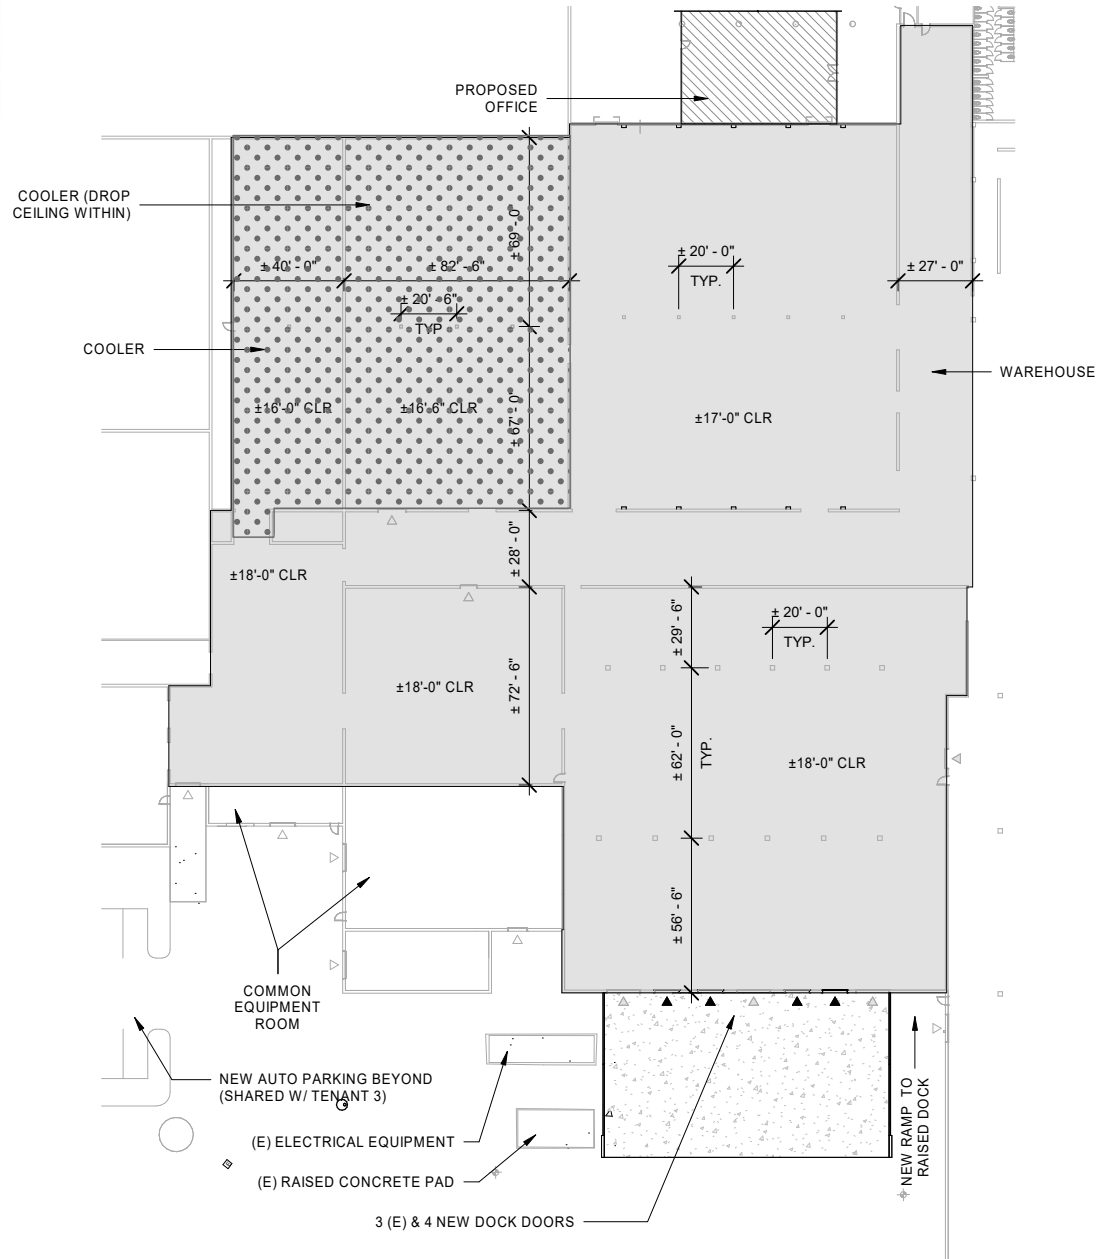 PROPOSED
OFFICE
COOLER (DROP
CEILING WITHIN)
± 69' - 0"
± 40' - 0"
± 82' - 6"
± 20' - 0"
TYP.
± 27' - 0"
± 20' - 6"
TYP
COOLER
WAREHOUSE
±16'-0" CLR
±16'-6" CLR
± 67' - 0"
±17'-0" CLR
± 28' - 0"
±18'-0" CLR
± 29' - 6"
± 20' - 0"
TYP.
±18'-0" CLR
± 72' - 6"
± 62' - 0"
TYP.
±18'-0" CLR
± 56' - 6"
COMMON
EQUIPMENT
ROOM
NEW AUTO PARKING BEYOND
(SHARED W/ TENANT 3)
(E) ELECTRICAL EQUIPMENT
(E) RAISED CONCRETE PAD
3 (E) & 4 NEW DOCK DOORS
NEW RAMP TO
RAISED DOCK